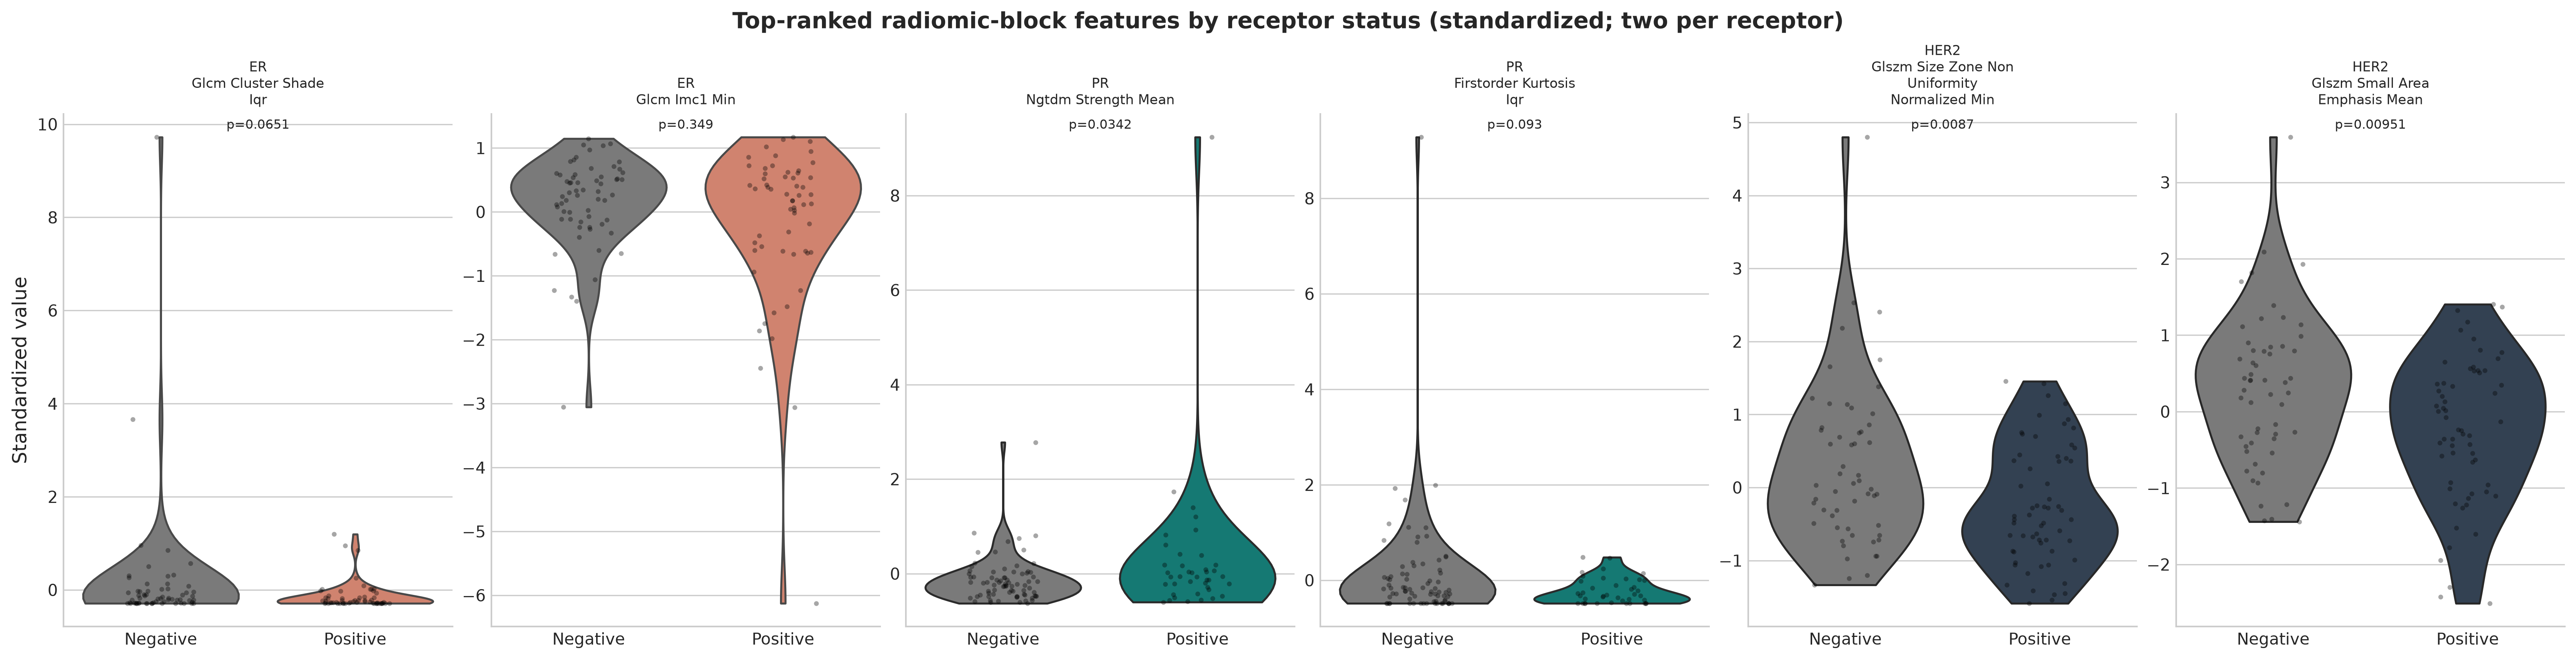 Top-ranked radiomic-block features by receptor status (standardized; two per receptor)
ER
Glcm Cluster Shade
Iqr
p=0.0651
Standardized value
10
8
6
4
2
0
Negative Positive
ER
Glcm Imc1 Min
p=0.349
1
0
−1
−2
−3
−4
−5
−6
Negative Positive
PR
Ngtdm Strength Mean
p=0.0342
8
6
4
2
0
Negative Positive
PR
Firstorder Kurtosis
Iqr
p=0.093
8
6
4
2
0
Negative Positive
HER2
Glszm Size Zone Non
Uniformity
Normalized Min
p=0.0087
5
4
3
2
1
0
−1
Negative Positive
HER2
Glszm Small Area
Emphasis Mean
p=0.00951
3
2
1
0
−1
−2
Negative Positive